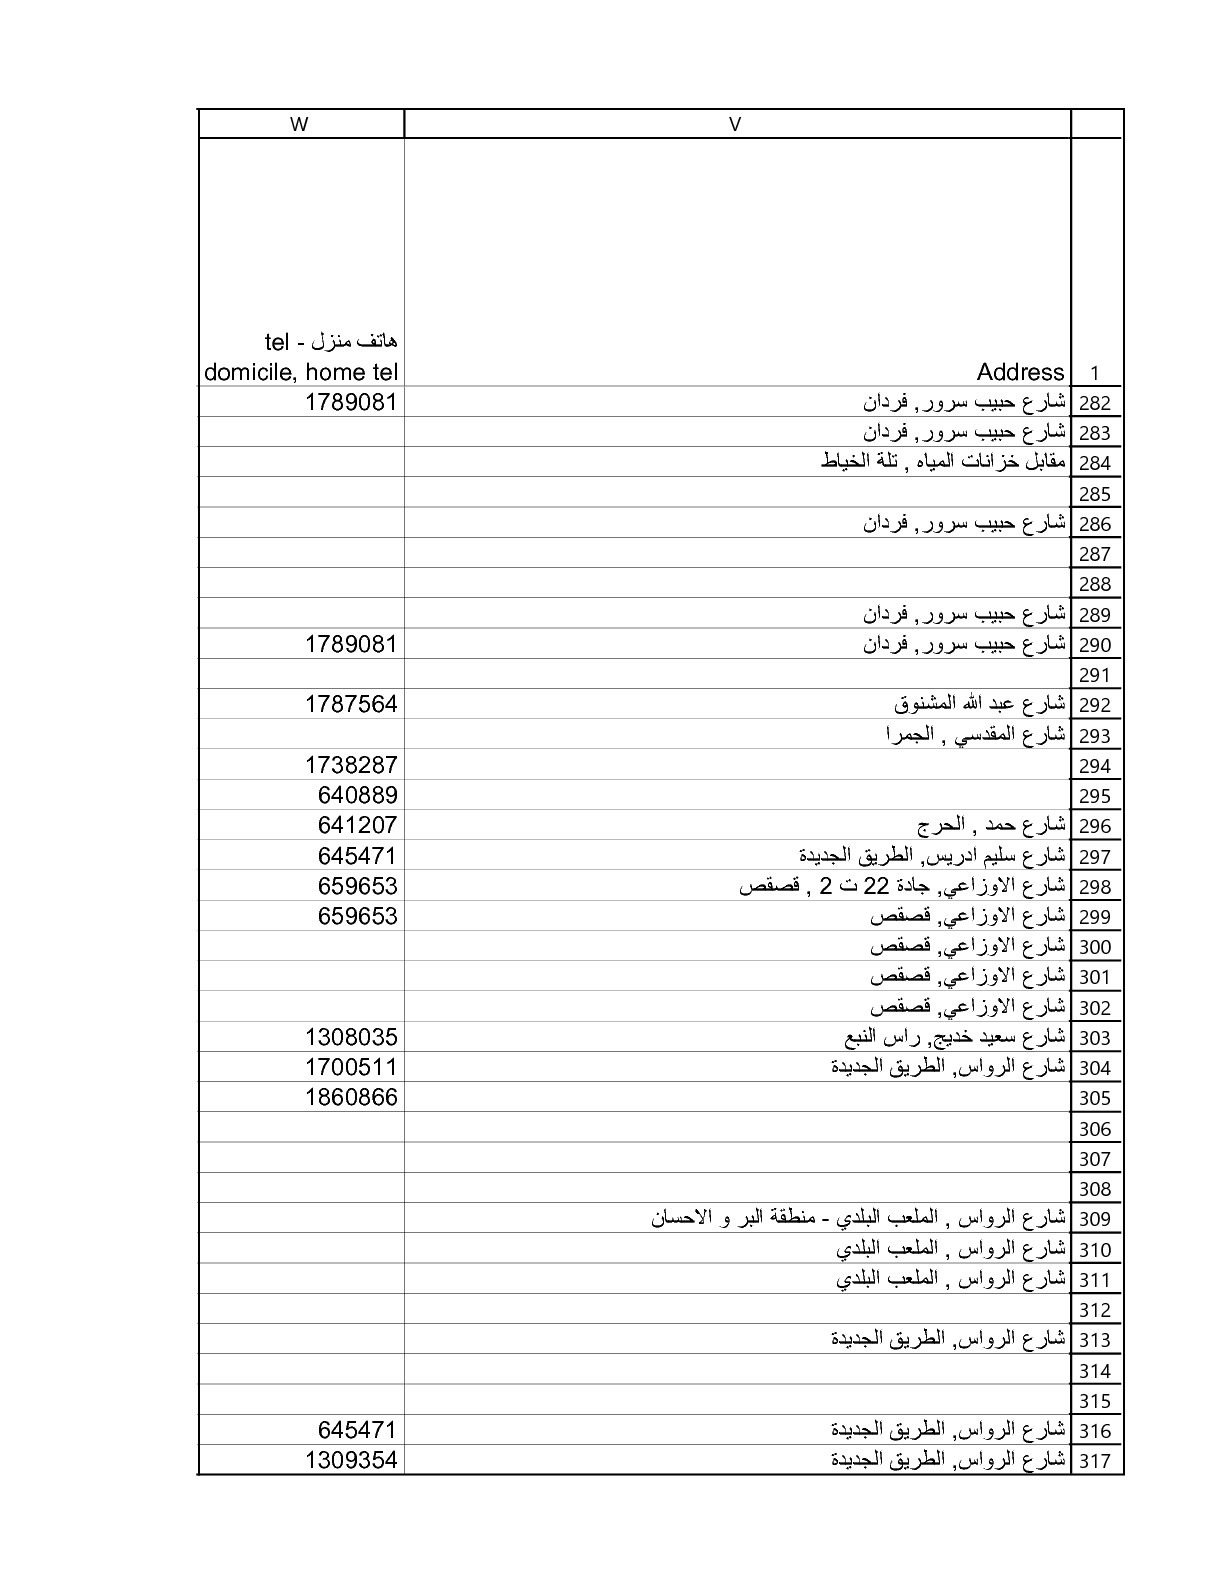 W V
هاتف منزل - tel
domicile, home tel Address 1
1789081 شارع حبيب سرور, فردان 282
شارع حبيب سرور, فردان 283
مقابل خزانات المياه , تلة الخياط 284
285
شارع حبيب سرور, فردان 286
287
288
شارع حبيب سرور, فردان 289
1789081 شارع حبيب سرور, فردان 290
291
1787564 شارع عبد الله المشنوق 292
شارع المقدسي , الجمرا 293
1738287 294
640889 295
641207 شارع حمد , الحرج 296
645471 شارع سليم ادريس, الطريق الجديدة 297
659653 شارع الاوزاعي, جادة 22 ت 2 , قصقص 298
659653 شارع الاوزاعي, قصقص 299
شارع الاوزاعي, قصقص 300
شارع الاوزاعي, قصقص 301
شارع الاوزاعي, قصقص 302
1308035 شارع سعيد خديج, راس النبع 303
1700511 شارع الرواس, الطريق الجديدة 304
1860866 305
306
307
308
شارع الرواس , الملعب البلدي - منطقة البر و الاحسان 309
شارع الرواس , الملعب البلدي 310
شارع الرواس , الملعب البلدي 311
312
شارع الرواس, الطريق الجديدة 313
314
315
645471 شارع الرواس, الطريق الجديدة 316
1309354 شارع الرواس, الطريق الجديدة 317